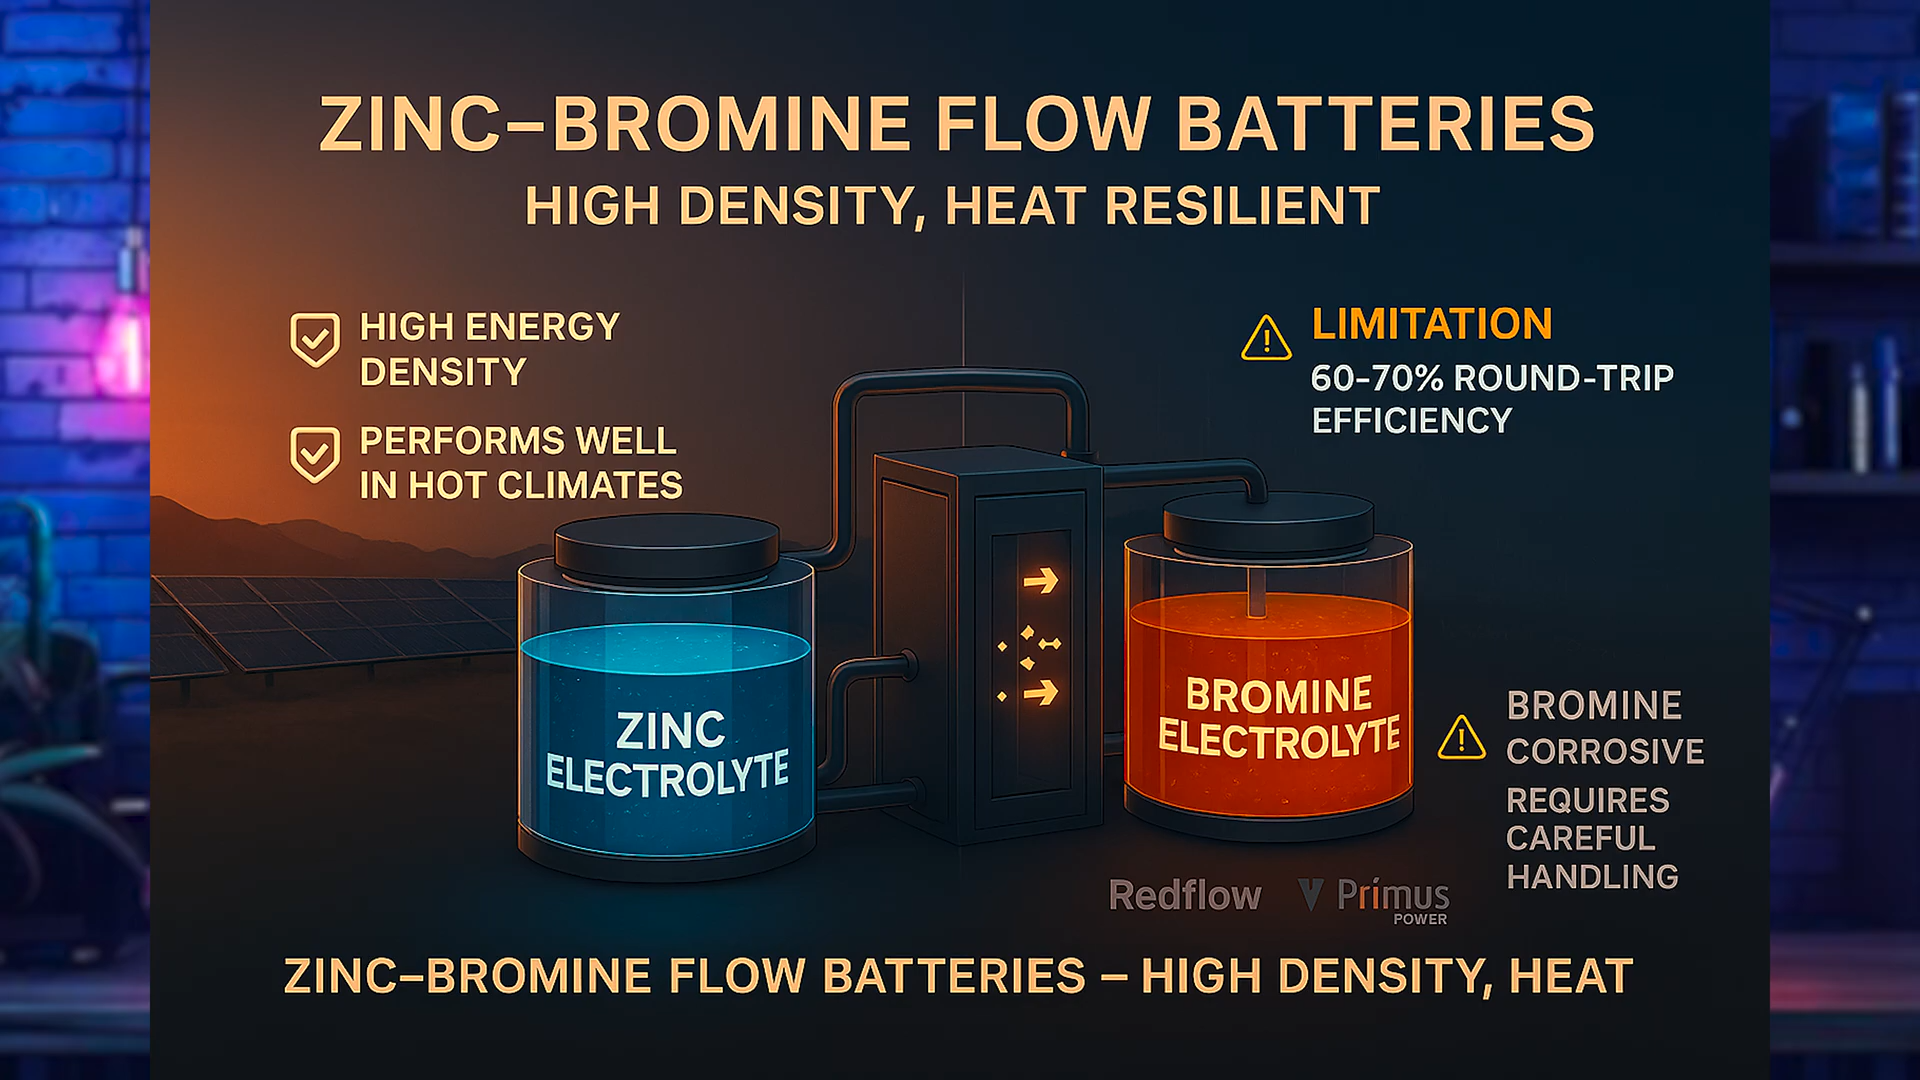 ZINC–BROMINE FLOW BATTERIES
HIGH DENSITY, HEAT RESILIENT
HIGH ENERGY
DENSITY
PERFORMS WELL
IN HOT CLIMATES
LIMITATION
60-70% ROUND-TRIP
EFFICIENCY
ZINC
ELECTROLYTE
BROMINE
ELECTROLYTE
BROMINE
CORROSIVE
REQUIRES
CAREFUL
HANDLING
Redflow
Prímus
POWER
ZINC–BROMINE FLOW BATTERIES – HIGH DENSITY, HEAT